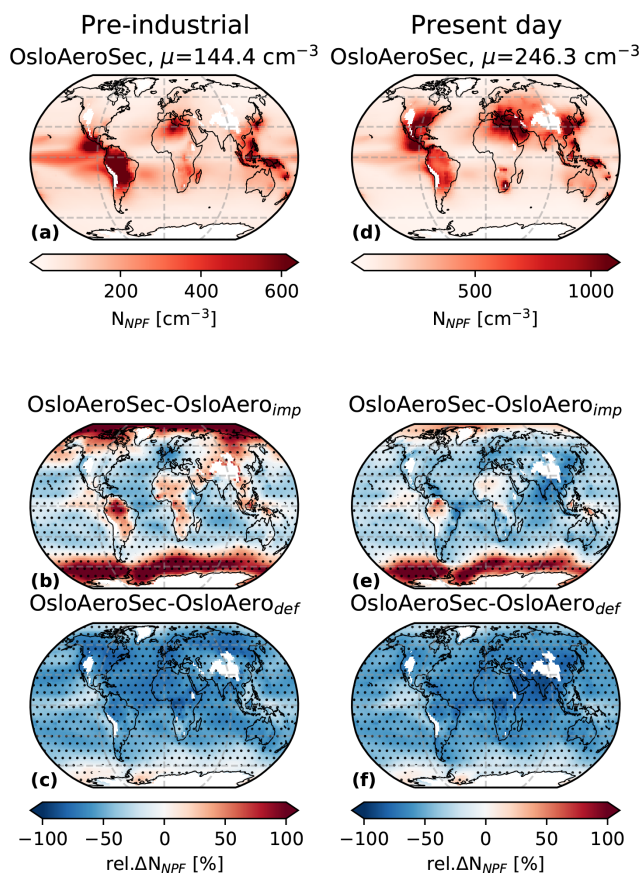 Pre-industrial
OsloAeroSec, μ=144.4 cm⁻³
(a)
200 400 600
N_NPF [cm⁻³]
Present day
OsloAeroSec, μ=246.3 cm⁻³
(d)
500 1000
N_NPF [cm⁻³]
OsloAeroSec-OsloAero_imp
(b)
OsloAeroSec-OsloAero_def
(c)
−100 −50 0 50 100
rel.ΔN_NPF [%]
OsloAeroSec-OsloAero_imp
(e)
OsloAeroSec-OsloAero_def
(f)
−100 −50 0 50 100
rel.ΔN_NPF [%]